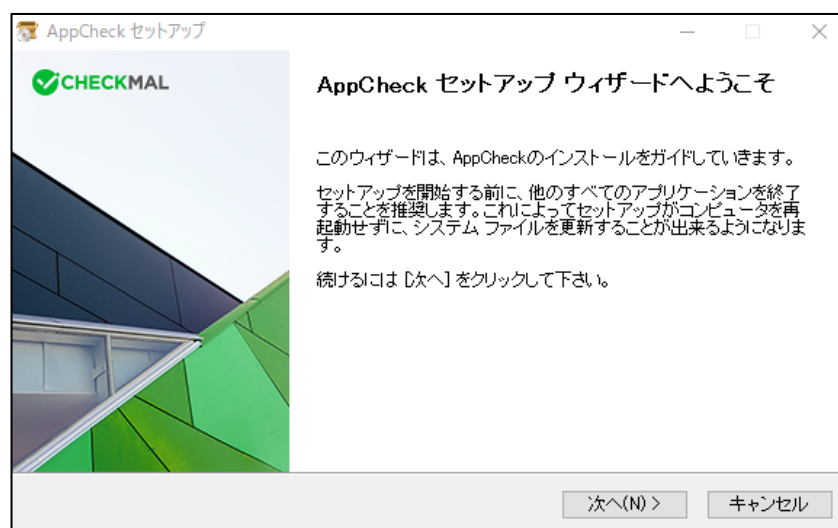 AppCheck セットアップ
CHECKMAL
AppCheck セットアップ ウィザードへようこそ
このウィザードは、AppCheckのインストールをガイドしていきます。
セットアップを開始する前に、他のすべてのアプリケーションを終了
することを推奨します。これによってセットアップがコンピュータを再
起動せずに、システム ファイルを更新することが出来るようになりま
す。
続けるには [次へ] をクリックして下さい。
次へ(N) >
キャンセル